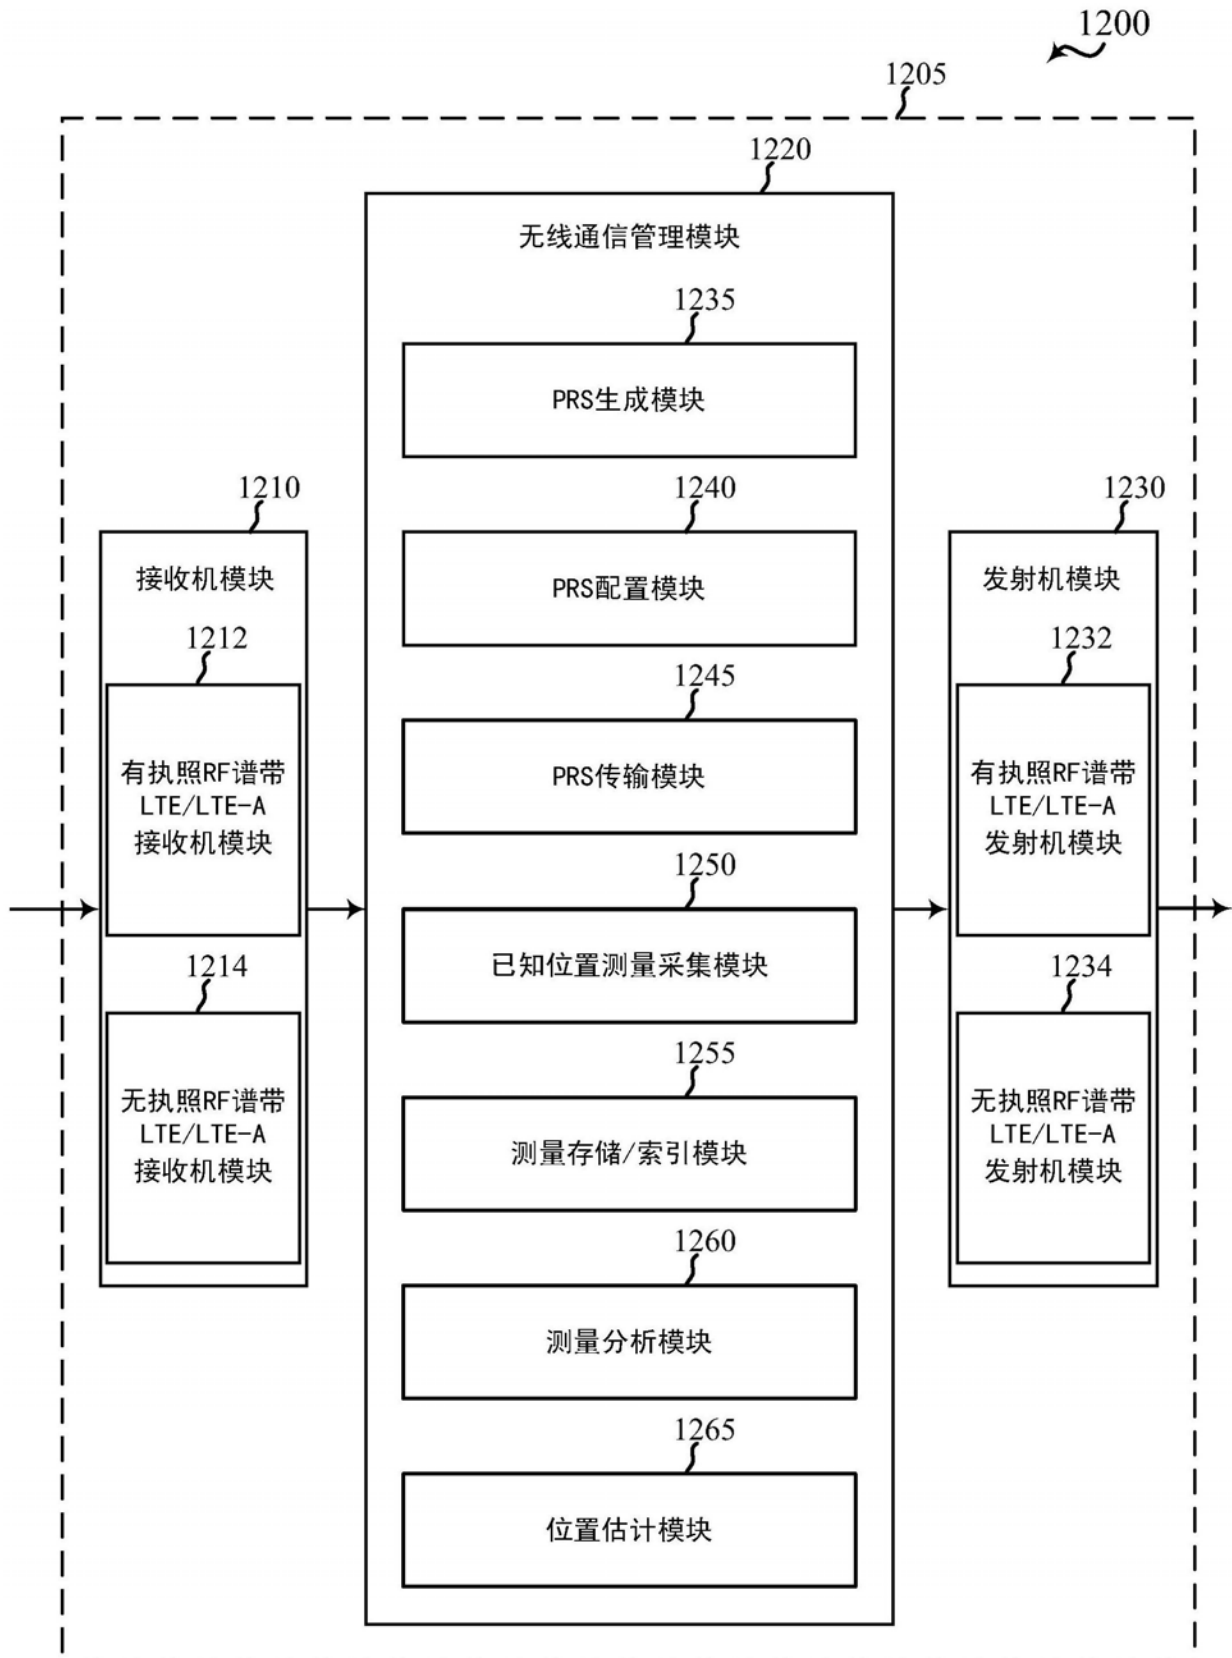 1200
1205
1220
无线通信管理模块
1235
PRS生成模块
1210
1240
1230
接收机模块
PRS配置模块
发射机模块
1212
1245
1232
有执照RF谱带
LTE/LTE-A
接收机模块
PRS传输模块
有执照RF谱带
LTE/LTE-A
发射机模块
1250
已知位置测量采集模块
1214
1234
无执照RF谱带
LTE/LTE-A
接收机模块
1255
测量存储/索引模块
无执照RF谱带
LTE/LTE-A
发射机模块
1260
测量分析模块
1265
位置估计模块